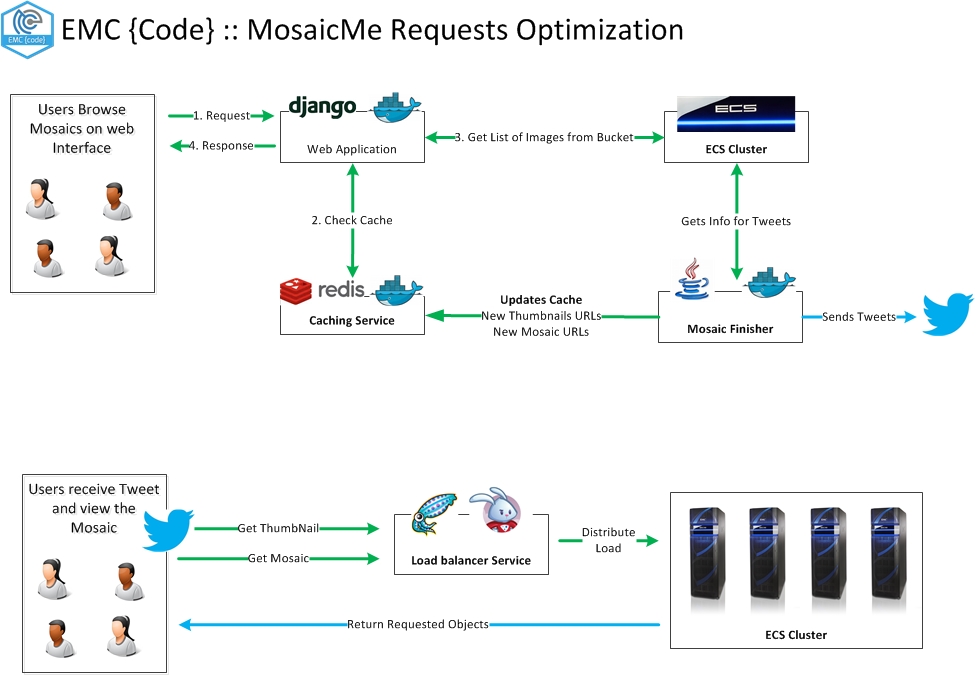 EMC {code}
EMC {Code} :: MosaicMe Requests Optimization
Users Browse
Mosaics on web
Interface
1. Request
4. Response
django
Web Application
3. Get List of Images from Bucket
ECS
ECS Cluster
2. Check Cache
Gets Info for Tweets
redis
Caching Service
Updates Cache
New Thumbnails URLs
New Mosaic URLs
Java
Mosaic Finisher
Sends Tweets
Users receive Tweet
and view the
Mosaic
Get ThumbNail
Get Mosaic
Load balancer Service
Distribute
Load
ECS Cluster
Return Requested Objects